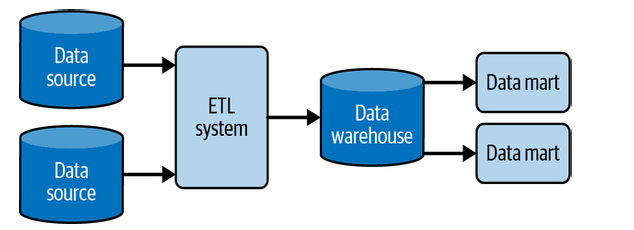 Data
source
Data
source
ETL
system
Data
warehouse
Data mart
Data mart